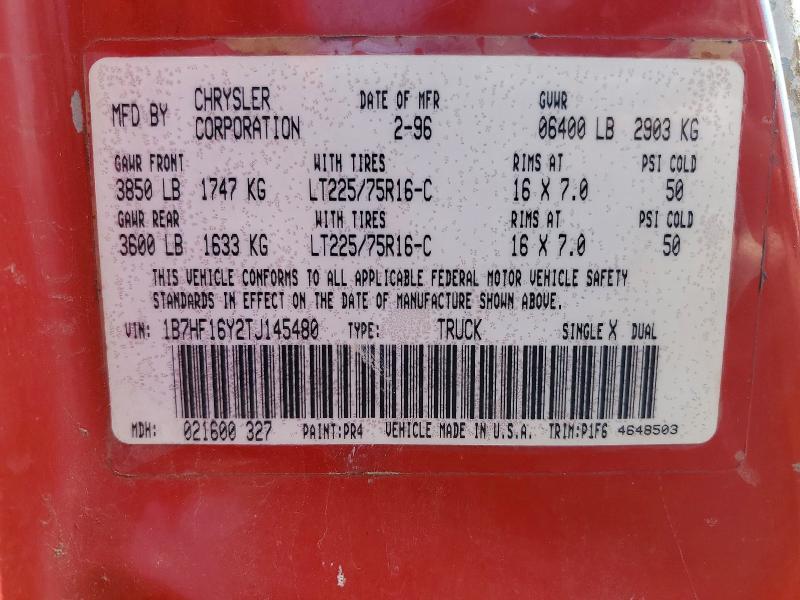 MFD BY CHRYSLER CORPORATION DATE OF MFR 2-96 GVWR 06400 LB 2903 KG
GAWR FRONT WITH TIRES RIMS AT PSI COLD
3850 LB 1747 KG LT225/75R16-C 16 X 7.0 50
GAWR REAR WITH TIRES RIMS AT PSI COLD
3600 LB 1633 KG LT225/75R16-C 16 X 7.0 50
THIS VEHICLE CONFORMS TO ALL APPLICABLE FEDERAL MOTOR VEHICLE SAFETY
STANDARDS IN EFFECT ON THE DATE OF MANUFACTURE SHOWN ABOVE.
VIN: 1B7HF16Y2TJ145480 TYPE: TRUCK SINGLE X DUAL
MDH: 021600 327 PAINT:PR4 VEHICLE MADE IN U.S.A. TRIM:P1F6 4648503